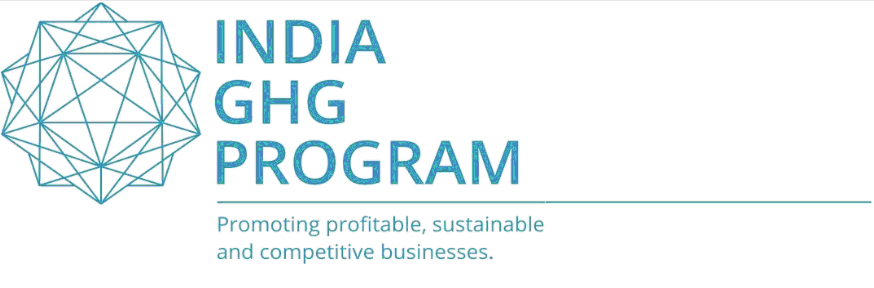 INDIA
GHG
PROGRAM
Promoting profitable, sustainable
and competitive businesses.